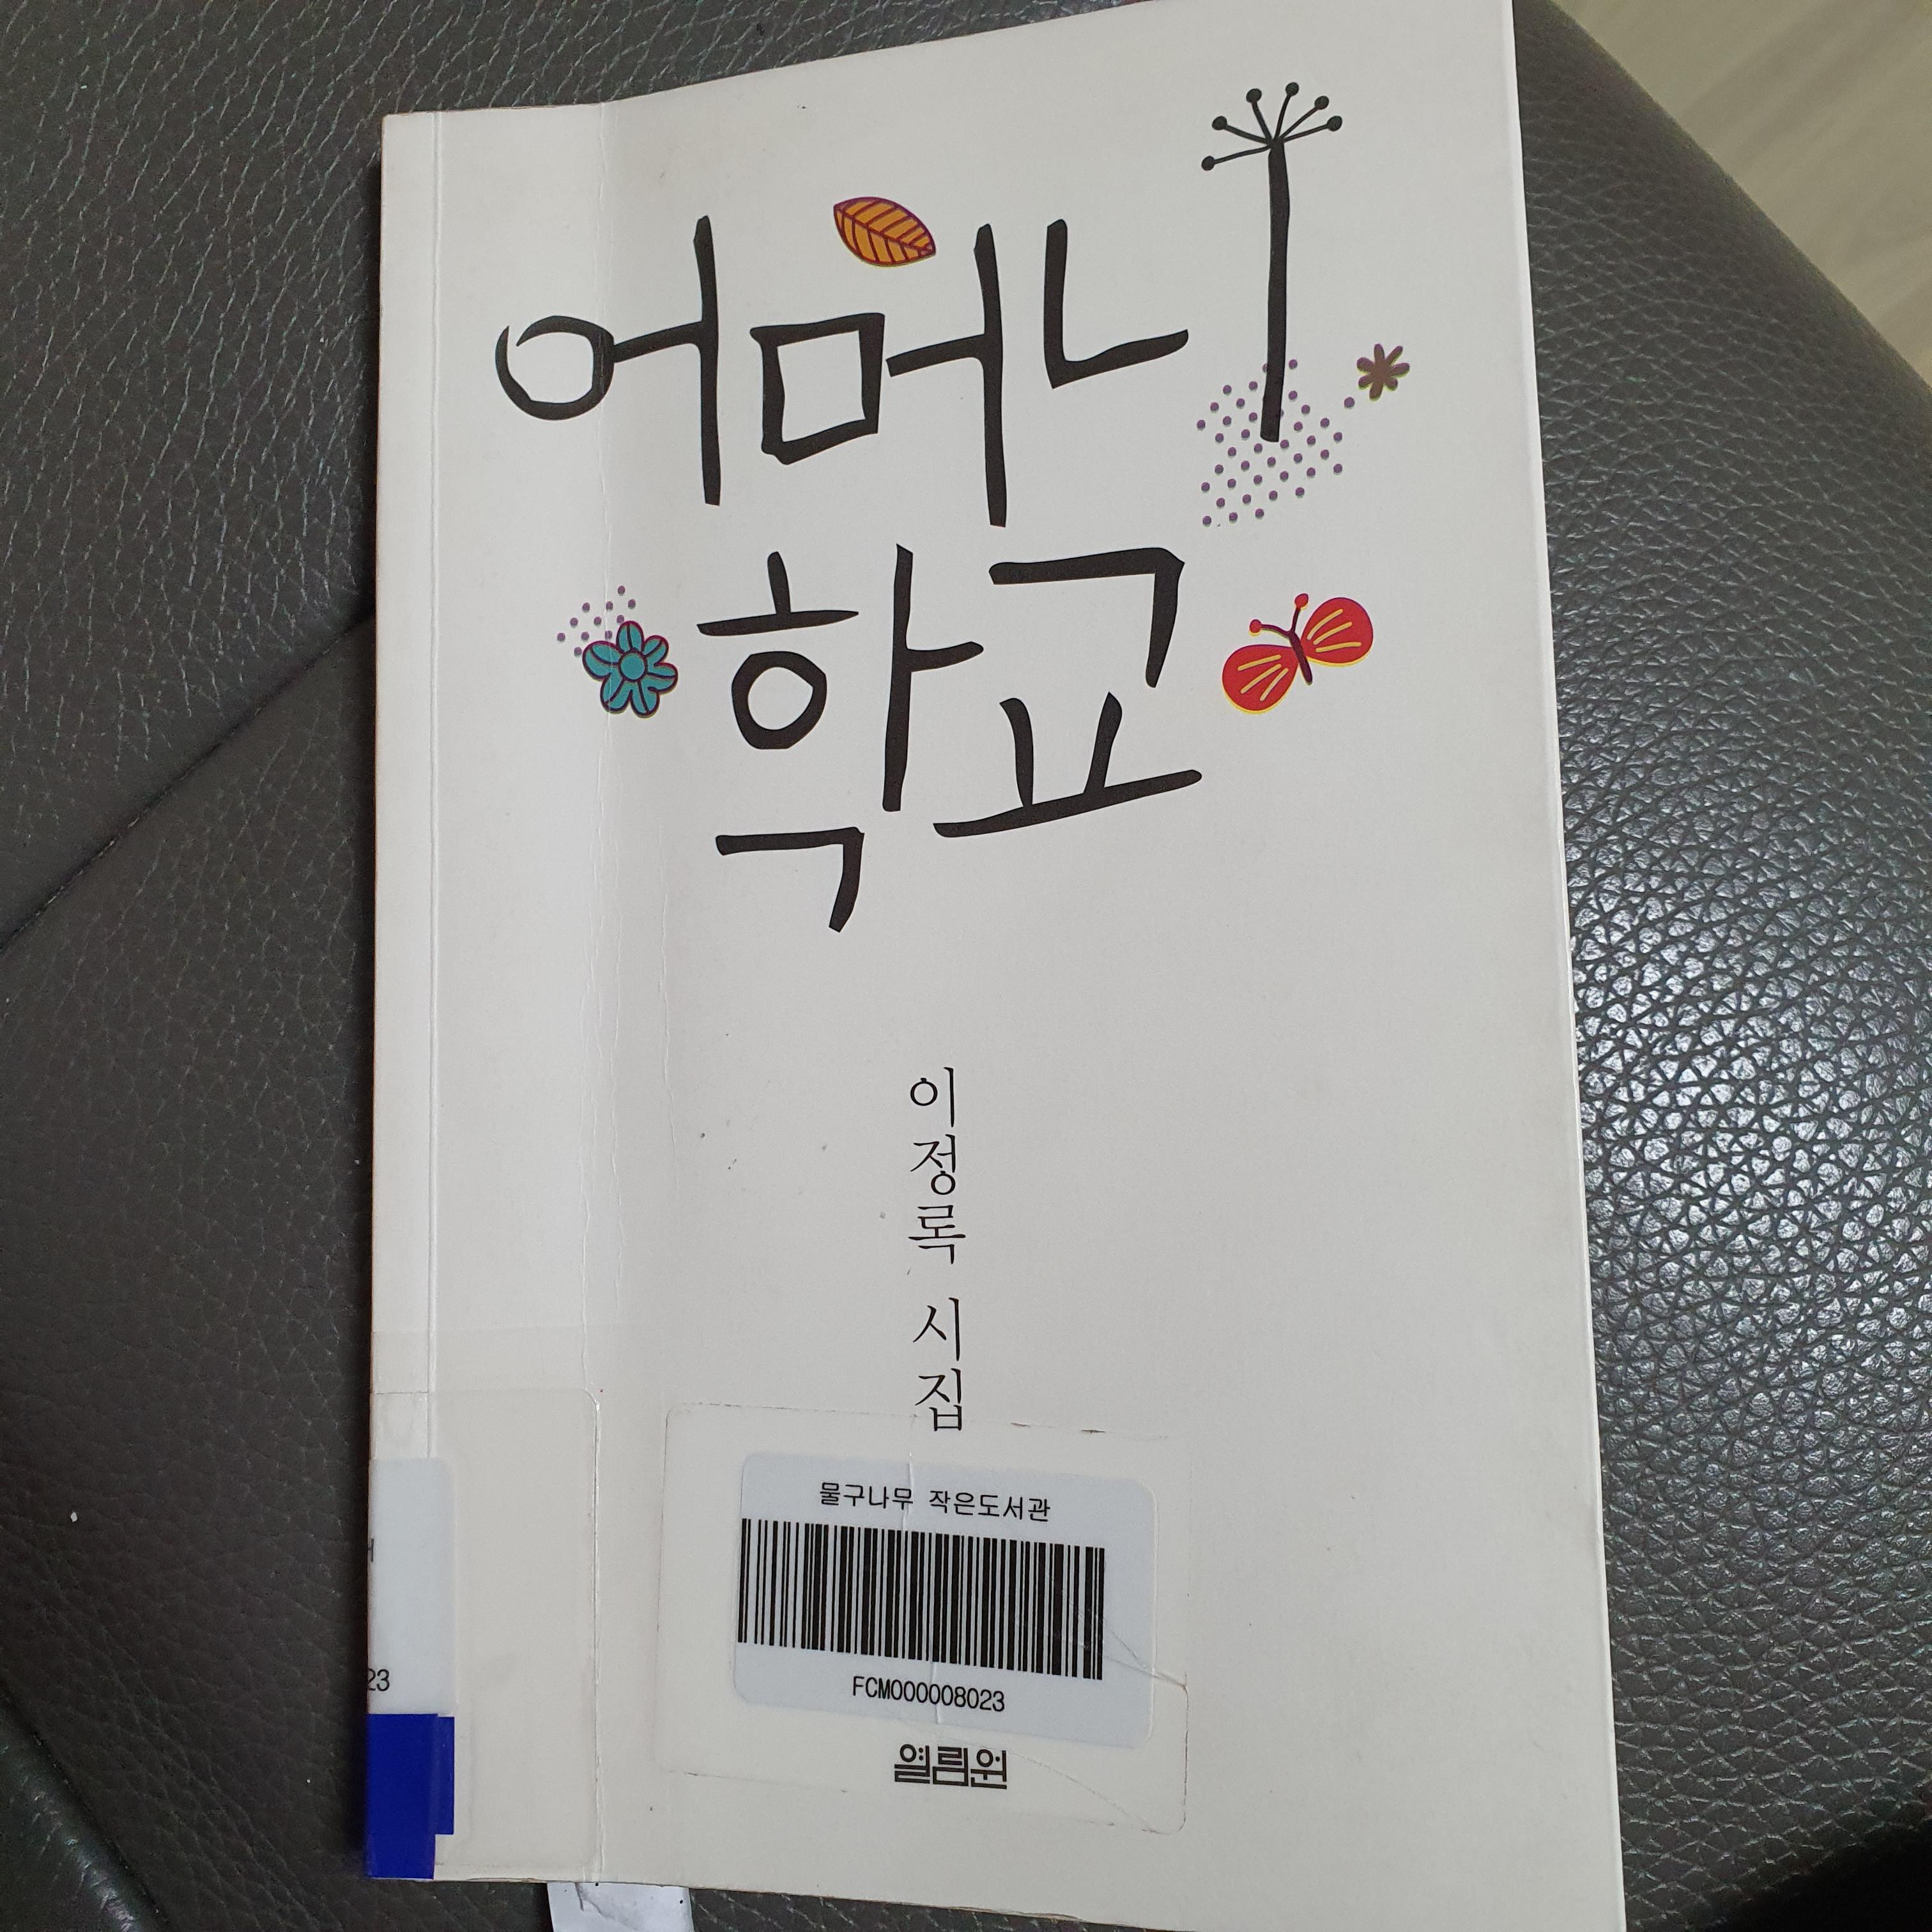 어머니
학교
이정록 시집
물구나무 작은도서관
FCM000008023
열림원
23